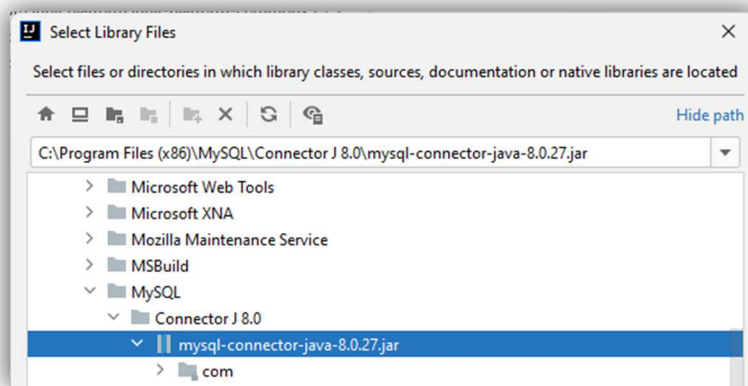 Select Library Files
Select files or directories in which library classes, sources, documentation or native libraries are located
Hide path
C:\Program Files (x86)\MySQL\Connector J 8.0\mysql-connector-java-8.0.27.jar
Microsoft Web Tools
Microsoft XNA
Mozilla Maintenance Service
MSBuild
MySQL
Connector J 8.0
mysql-connector-java-8.0.27.jar
com